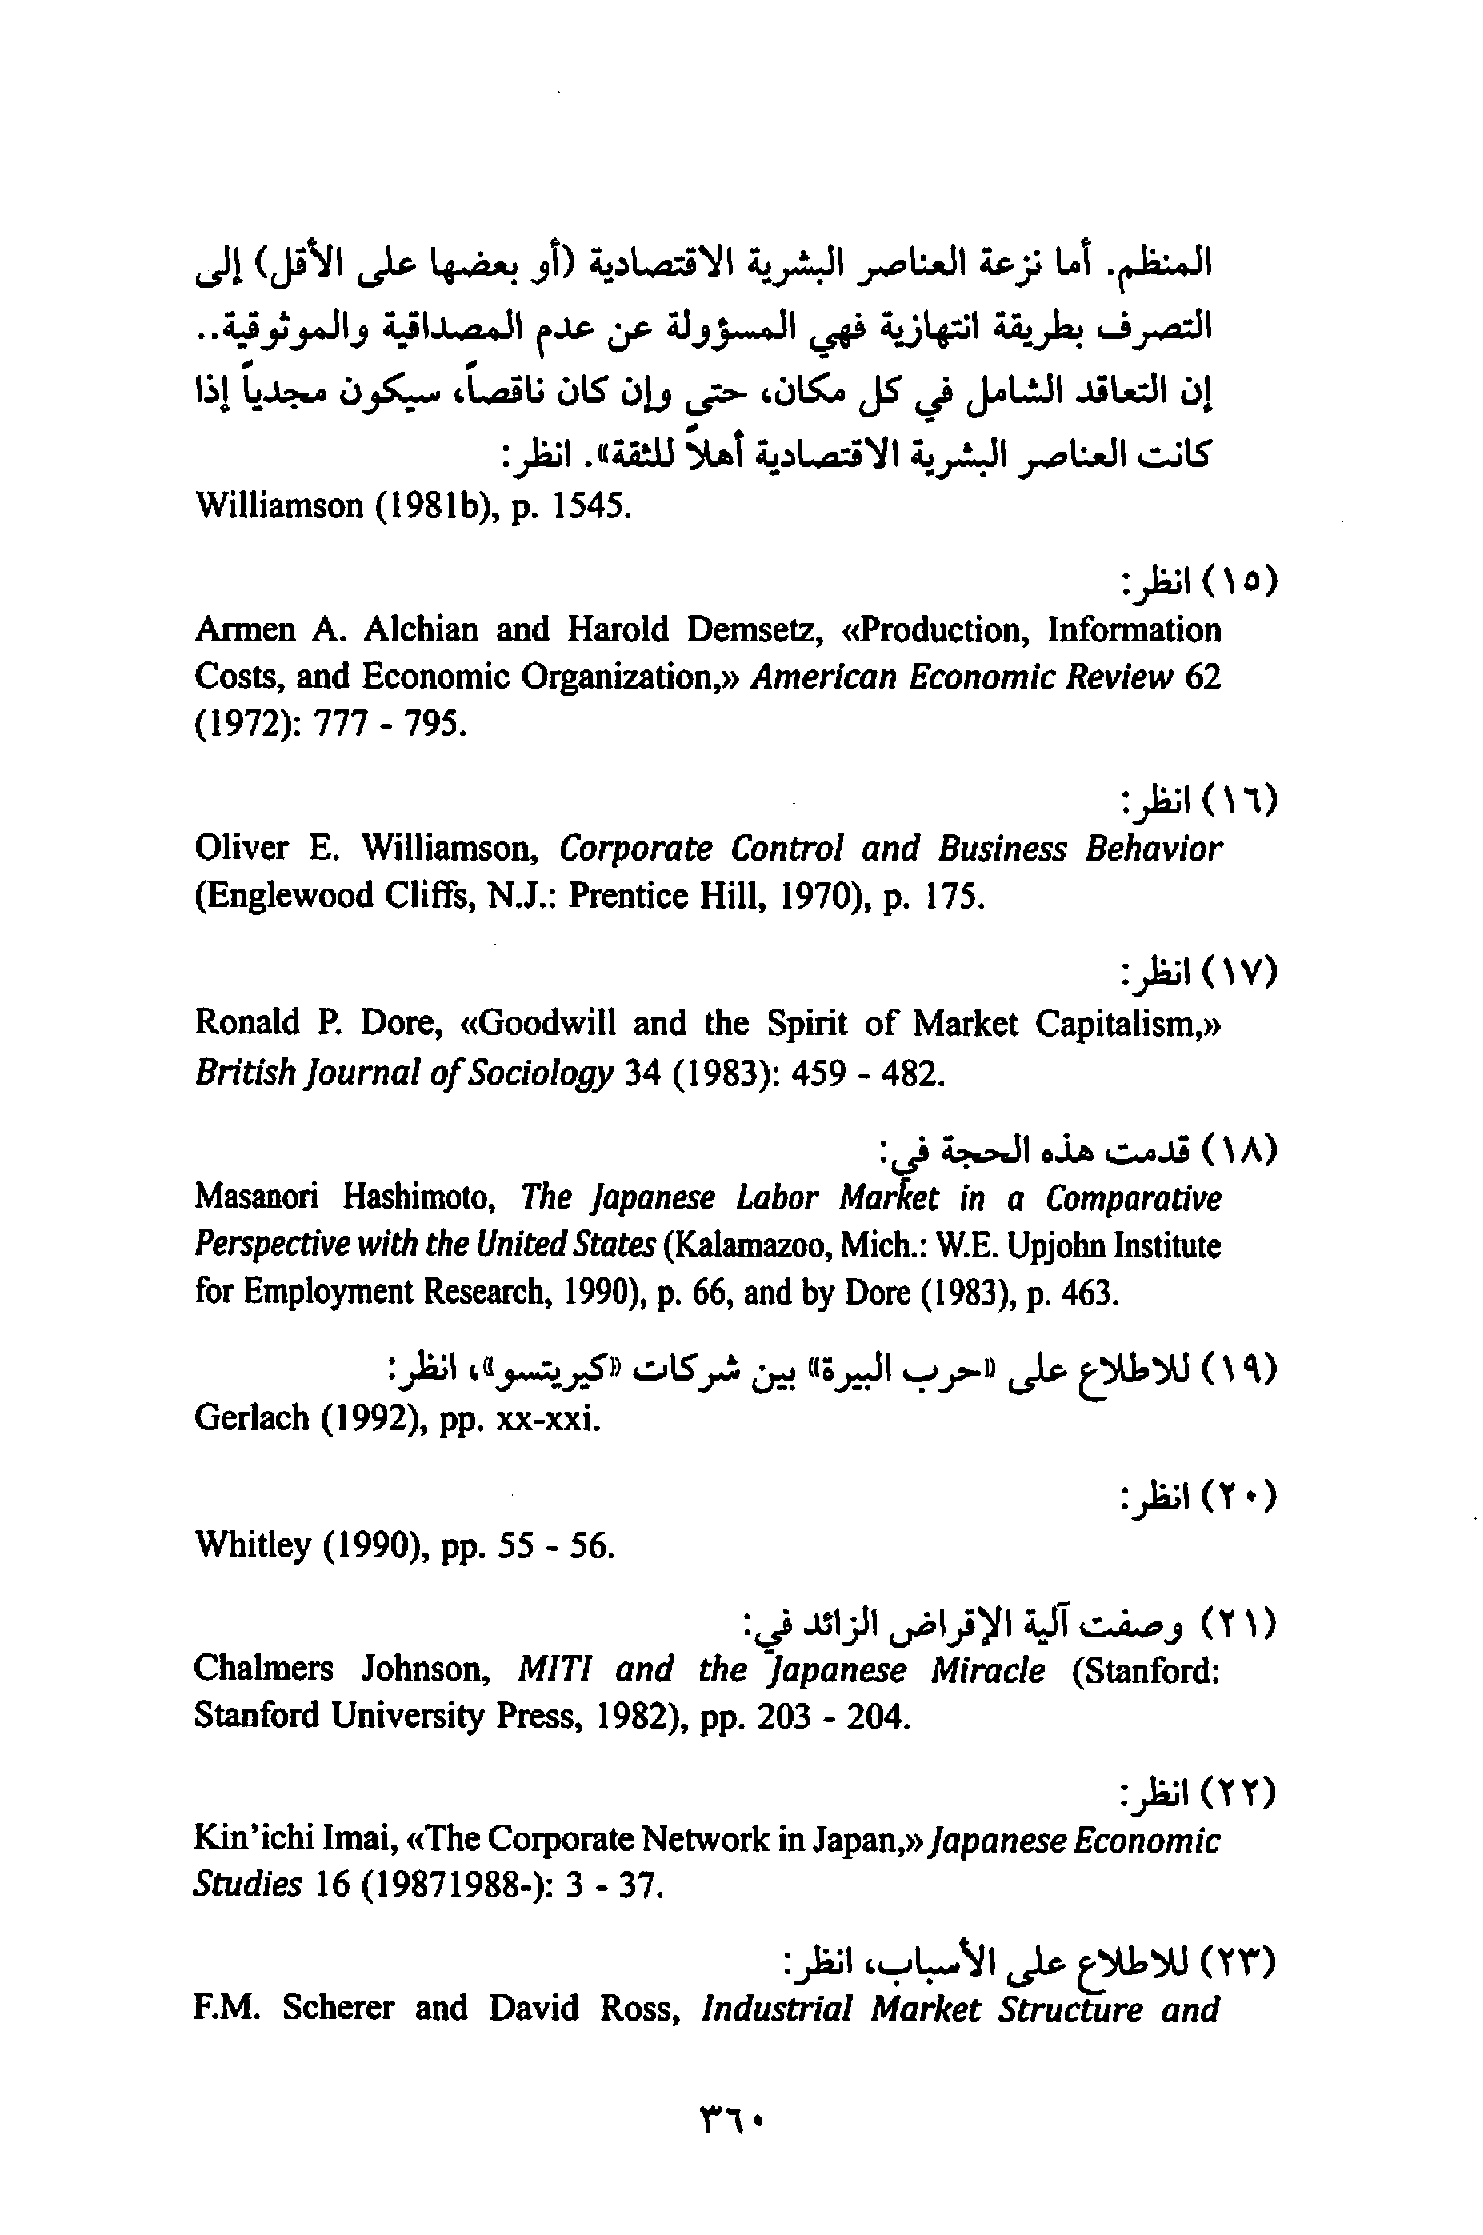 المنظم. أما نزعة العناصر البشرية الاقتصادية (أو بعضها على الأقل) إلى
التصرف بطريقة انتهازية فهي المسؤولة عن عدم المصداقية والموثوقية..
إن التعاقد الشامل في كل مكان، حتى وإن كان ناقصاً، سيكون مجدياً إذا
كانت العناصر البشرية الاقتصادية أهلاً للثقة». انظر:
Williamson (1981b), p. 1545.
(١٥) انظر:
Armen A. Alchian and Harold Demsetz, «Production, Information
Costs, and Economic Organization,» American Economic Review 62
(1972): 777 - 795.
(١٦) انظر:
Oliver E. Williamson, Corporate Control and Business Behavior
(Englewood Cliffs, N.J.: Prentice Hill, 1970), p. 175.
(١٧) انظر:
Ronald P. Dore, «Goodwill and the Spirit of Market Capitalism,»
British Journal of Sociology 34 (1983): 459 - 482.
(١٨) قدمت هذه الحجة في:
Masanori Hashimoto, The Japanese Labor Market in a Comparative
Perspective with the United States (Kalamazoo, Mich.: W.E. Upjohn Institute
for Employment Research, 1990), p. 66, and by Dore (1983), p. 463.
(١٩) للاطلاع على «حرب البيرة» بين شركات «كيريتسو»، انظر:
Gerlach (1992), pp. xx-xxi.
(٢٠) انظر:
Whitley (1990), pp. 55 - 56.
(٢١) وصفت آلية الإقراض الزائد في:
Chalmers Johnson, MITI and the Japanese Miracle (Stanford:
Stanford University Press, 1982), pp. 203 - 204.
(٢٢) انظر:
Kin'ichi Imai, «The Corporate Network in Japan,» Japanese Economic
Studies 16 (19871988-): 3 - 37.
(٢٣) للاطلاع على الأسباب، انظر:
F.M. Scherer and David Ross, Industrial Market Structure and
٣٦٠